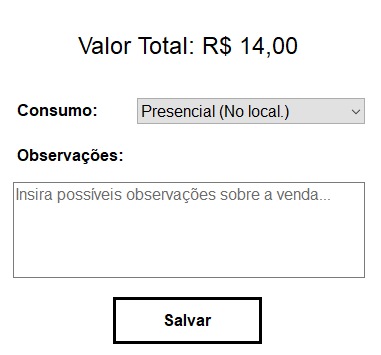 Valor Total: R$ 14,00
Consumo: Presencial (No local.)
Observações:
Insira possíveis observações sobre a venda...
Salvar